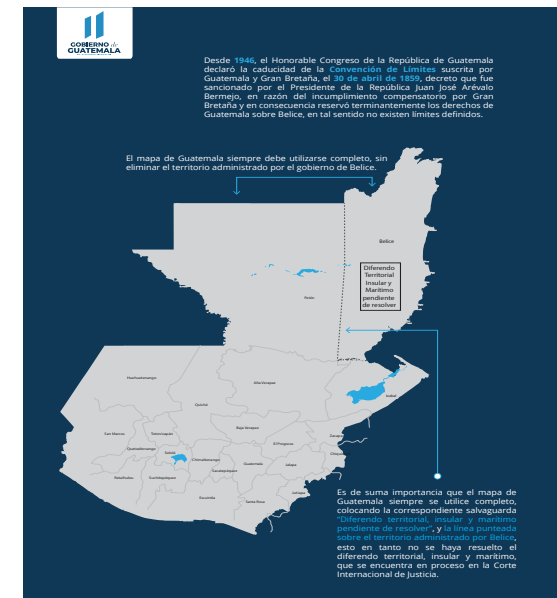 GOBIERNO de
GUATEMALA
Desde 1946, el Honorable Congreso de la República de Guatemala
declaró la caducidad de la Convención de Límites suscrita por
Guatemala y Gran Bretaña, el 30 de abril de 1859, decreto que fue
sancionado por el Presidente de la República Juan José Arévalo
Bermejo, en razón del incumplimiento compensatorio por Gran
Bretaña y en consecuencia reservó terminantemente los derechos de
Guatemala sobre Belice, en tal sentido no existen límites definidos.
El mapa de Guatemala siempre debe utilizarse completo, sin
eliminar el territorio administrado por el gobierno de Belice.
Belice
Diferendo
Territorial
Insular y
Marítimo
pendiente
de resolver
Petén
Huehuetenango
Alta Verapaz
Izabal
Quiché
Baja Verapaz
San Marcos
Totonicapán
Zacapa
El Progreso
Quetzaltenango
Sololá
Chiquimula
Chimaltenango
Guatemala
Jalapa
Sacatepéquez
Retalhuleu
Suchitepéquez
Jutiapa
Escuintla
Santa Rosa
Es de suma importancia que el mapa de
Guatemala siempre se utilice completo,
colocando la correspondiente salvaguarda
"Diferendo territorial, insular y marítimo
pendiente de resolver", y la línea punteada
sobre el territorio administrado por Belice,
esto en tanto no se haya resuelto el
diferendo territorial, insular y marítimo,
que se encuentra en proceso en la Corte
Internacional de Justicia.